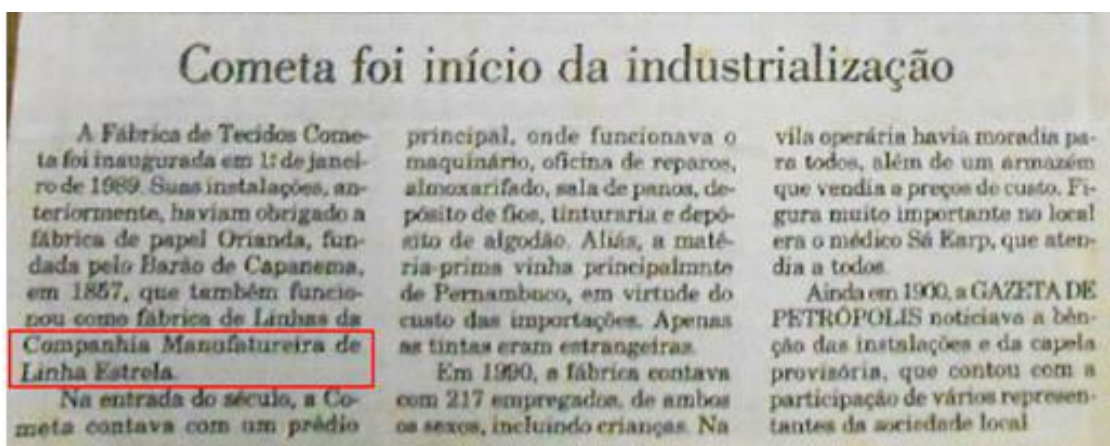 Cometa foi início da industrialização
A Fábrica de Tecidos Come-
ta foi inaugurada em 1º de janei-
ro de 1989. Suas instalações, an-
teriormente, haviam obrigado a
fábrica de papel Orianda, fun-
dada pelo Barão de Capanema,
em 1857, que também funcio-
nou como fábrica de Linhas da
Companhia Manufatureira de
Linha Estrela.
Na entrada do século, a Co-
meta contava com um prédio
principal, onde funcionava o
maquinário, oficina de reparos,
almoxarifado, sala de panos, de-
pósito de fios, tinturaria e depó-
sito de algodão. Aliás, a maté-
ria-prima vinha principalmnte
de Pernambuco, em virtude do
custo das importações. Apenas
as tintas eram estrangeiras.
Em 1990, a fábrica contava
com 217 empregados, de ambos
os sexos, incluindo crianças. Na
vila operária havia moradia pa-
ra todos, além de um armazém
que vendia a preços de custo. Fi-
gura muito importante no local
era o médico Sá Earp, que aten-
dia a todos.
Ainda em 1900, a GAZETA DE
PETRÓPOLIS noticiava a bên-
ção das instalações e da capela
provisória, que contou com a
participação de vários represen-
tantes da sociedade local.